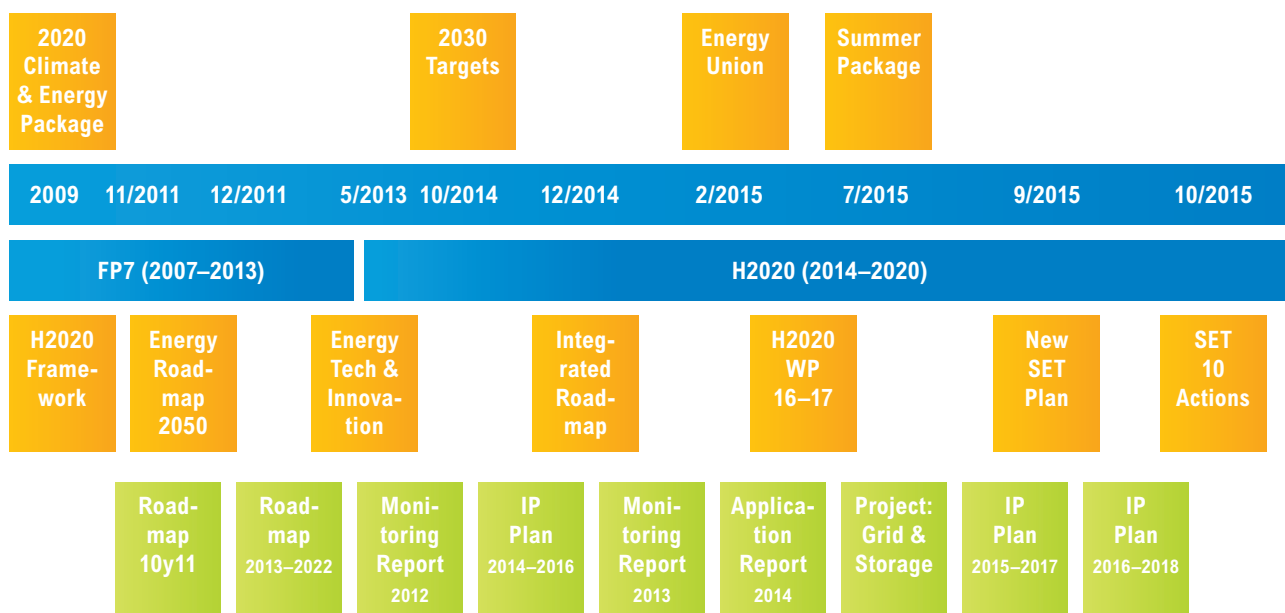 2020
Climate
& Energy
Package
2030
Targets
Energy
Union
Summer
Package
2009 11/2011 12/2011 5/2013 10/2014 12/2014 2/2015 7/2015 9/2015 10/2015
FP7 (2007–2013) H2020 (2014–2020)
H2020
Frame-
work
Energy
Road-
map
2050
Energy
Tech &
Innova-
tion
Integ-
rated
Road-
map
H2020
WP
16–17
New
SET
Plan
SET
10
Actions
Road-
map
10y11
Road-
map
2013–2022
Moni-
toring
Report
2012
IP
Plan
2014–2016
Moni-
toring
Report
2013
Applica-
tion
Report
2014
Project:
Grid &
Storage
IP
Plan
2015–2017
IP
Plan
2016–2018